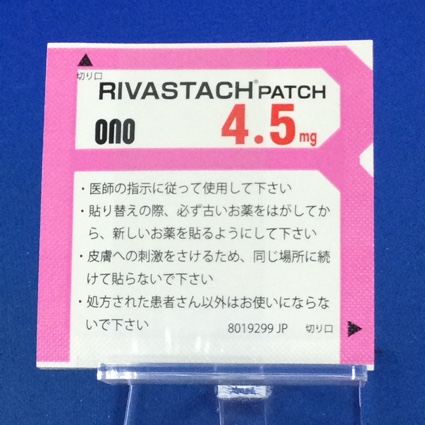 切り口
RIVASTACH® PATCH
ono 4.5mg
・医師の指示に従って使用して下さい
・貼り替えの際、必ず古いお薬をはがしてか
ら、新しいお薬を貼るようにして下さい
・皮膚への刺激をさけるため、同じ場所に続
けて貼らないで下さい
・処方された患者さん以外はお使いにならな
いで下さい
8019299 JP 切り口